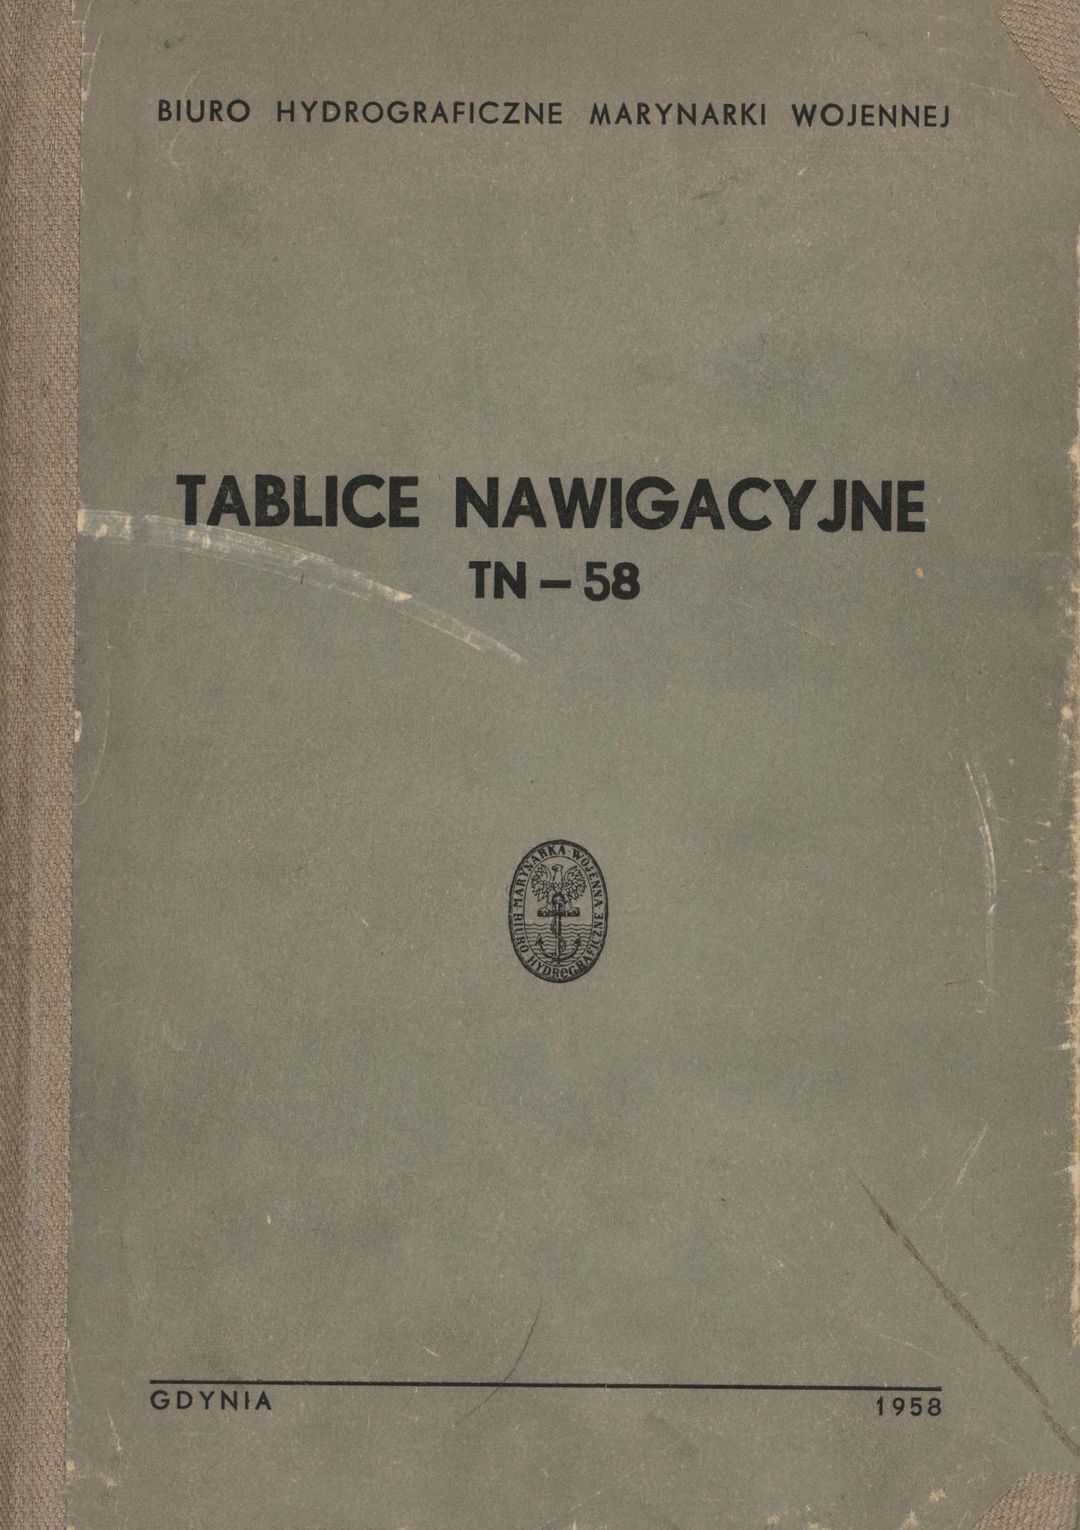 BIURO HYDROGRAFICZNE MARYNARKI WOJENNEJ
TABLICE NAWIGACYJNE
TN – 58
MARYNARKA WOJENNA
BIURO HYDROGRAFICZNE
GDYNIA
1958